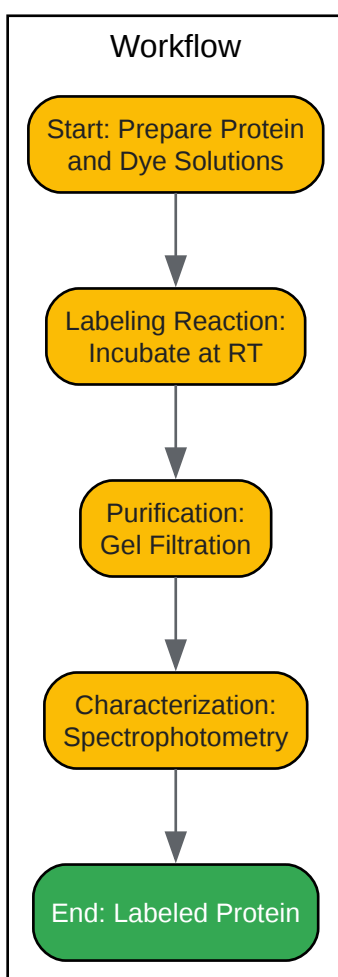 Workflow
Start: Prepare Protein
and Dye Solutions
Labeling Reaction:
Incubate at RT
Purification:
Gel Filtration
Characterization:
Spectrophotometry
End: Labeled Protein